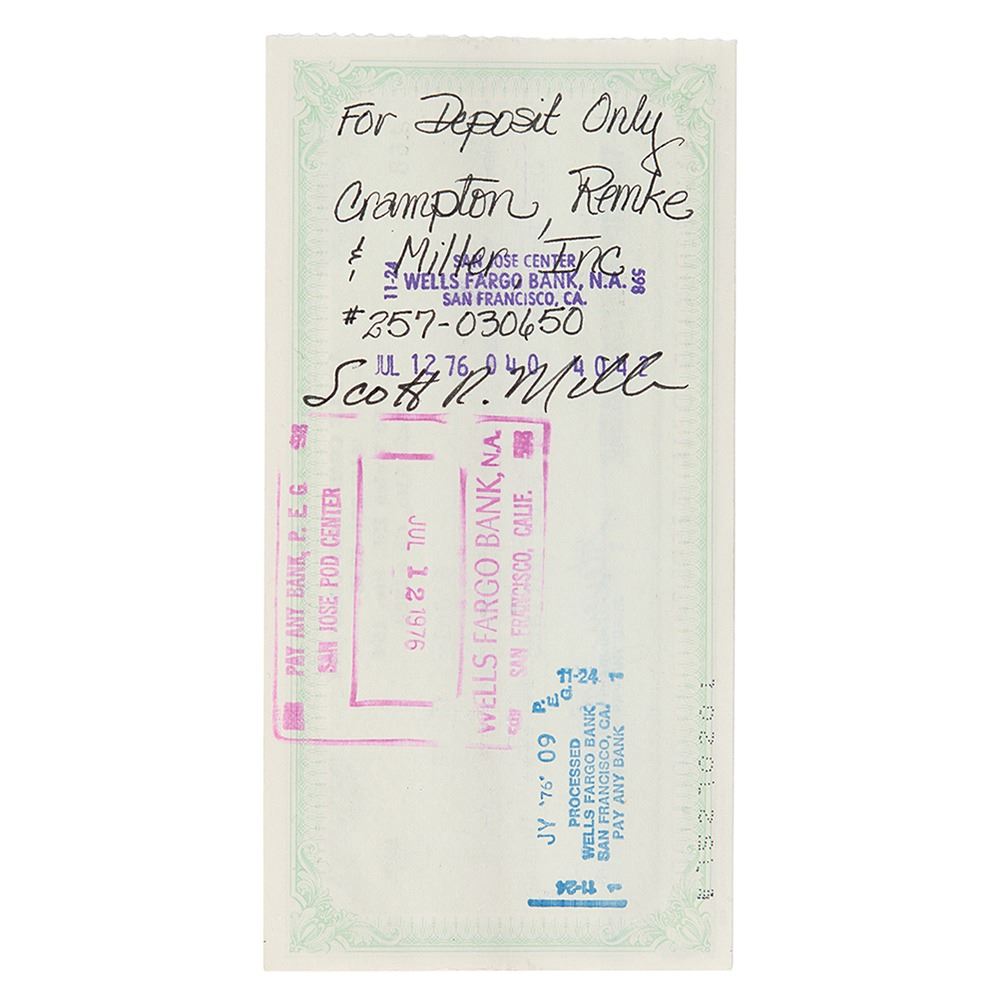 For Deposit Only
Crampton, Remke
& Miller, Inc
SAN JOSE CENTER
11-24 WELLS FARGO BANK, N.A. 598
SAN FRANCISCO, CA.
#257-030650
JUL 12 76 040 4042
Scott R. Miller
PAY ANY BANK, P. E. G.
SAN JOSE POD CENTER
JUL 12 1976
WELLS FARGO BANK, N.A.
SAN FRANCISCO, CALIF.
JY '76' 09
P. E. G.
11-24 1
PROCESSED
WELLS FARGO BANK
SAN FRANCISCO, CA
PAY ANY BANK
11-24 1